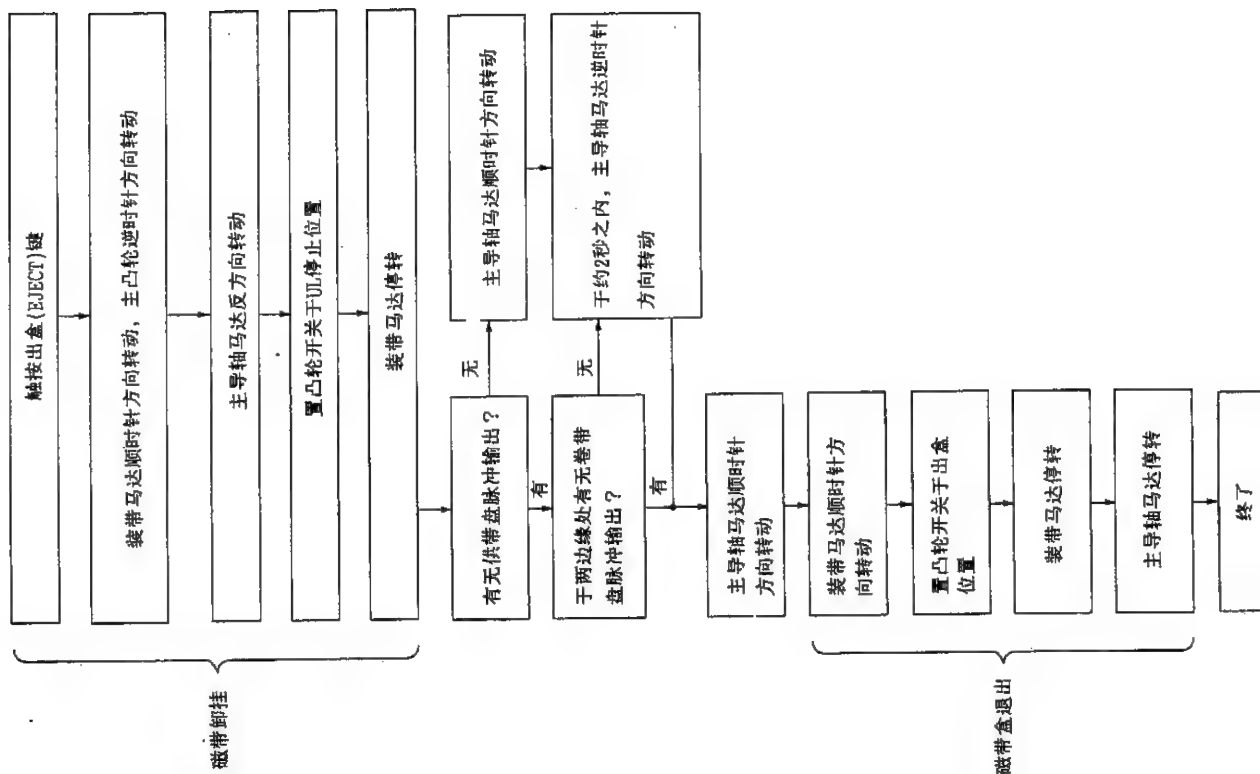 触按出盒(EJECT)键
装带马达顺时针方向转动，主凸轮逆时针方向转动
主导轴马达反方向转动
置凸轮开关于UL停止位置
装带马达停转
磁带卸挂
有无供带盘脉冲输出？
无
主导轴马达顺时针方向转动
有
于两边缘处有无卷带
盘脉冲输出？
无
于约2秒之内，主导轴马达逆时针
方向转动
有
主导轴马达顺时针
方向转动
装带马达顺时针方
向转动
置凸轮开关于出盒
位置
装带马达停转
主导轴马达停转
磁带盒退出
终了